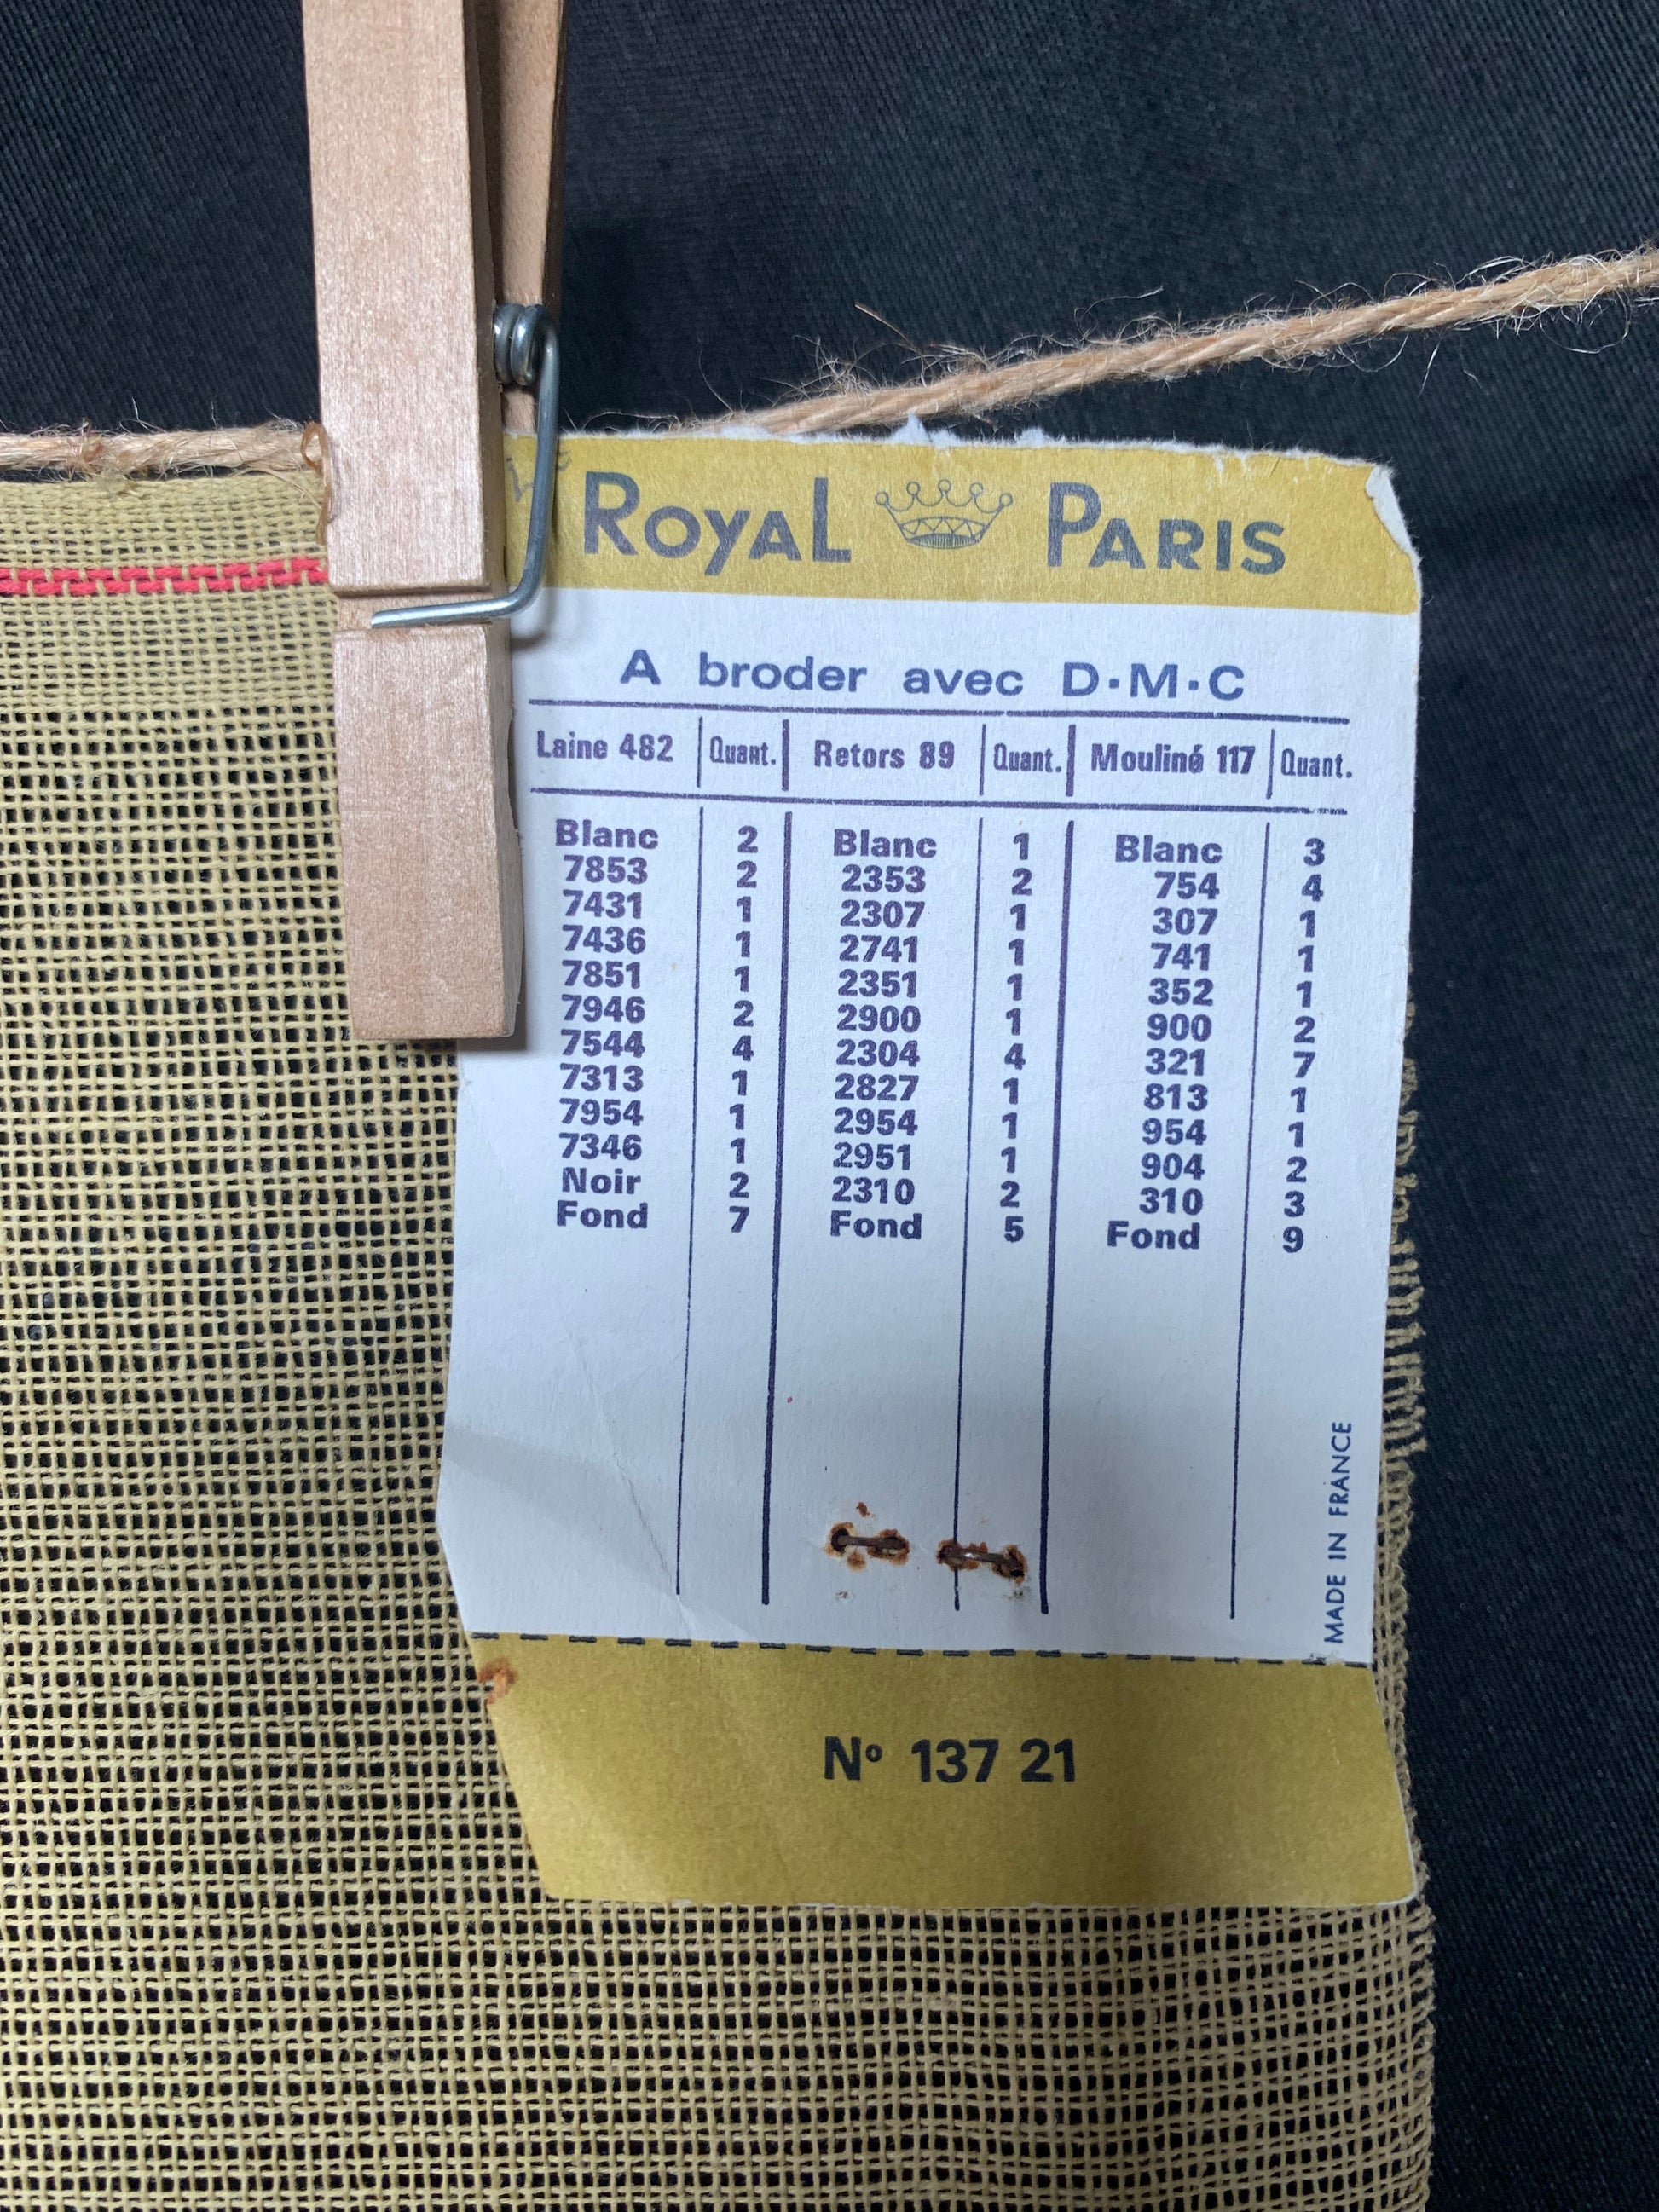 ROYAL PARIS
A broder avec D·M·C
Laine 482 Quant. Retors 89 Quant. Mouliné 117 Quant.
Blanc 2 Blanc 1 Blanc 3
7853 2 2353 2 754 4
7431 1 2307 1 307 1
7436 1 2741 1 741 1
7851 1 2351 1 352 1
7946 2 2900 1 900 2
7544 4 2304 4 321 7
7313 1 2827 1 813 1
7954 1 2954 1 954 1
7346 1 2951 1 904 2
Noir 2 2310 2 310 3
Fond 7 Fond 5 Fond 9
MADE IN FRANCE
Nº 137 21